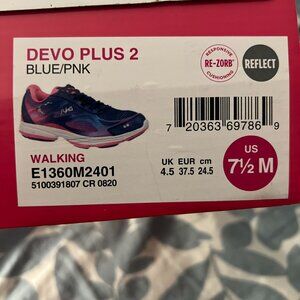 DEVO PLUS 2
BLUE/PNK
RESPONSIVE
RE-ZORB™
CUSHIONING
REFLECT
7 20363 69786 9
WALKING
E1360M2401
5100391807 CR 0820
UK EUR cm
4.5 37.5 24.5
US
7½ M